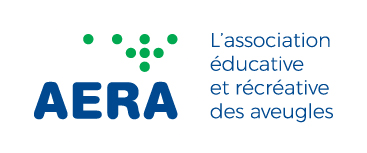 AERA
L'association
éducative
et récréative
des aveugles